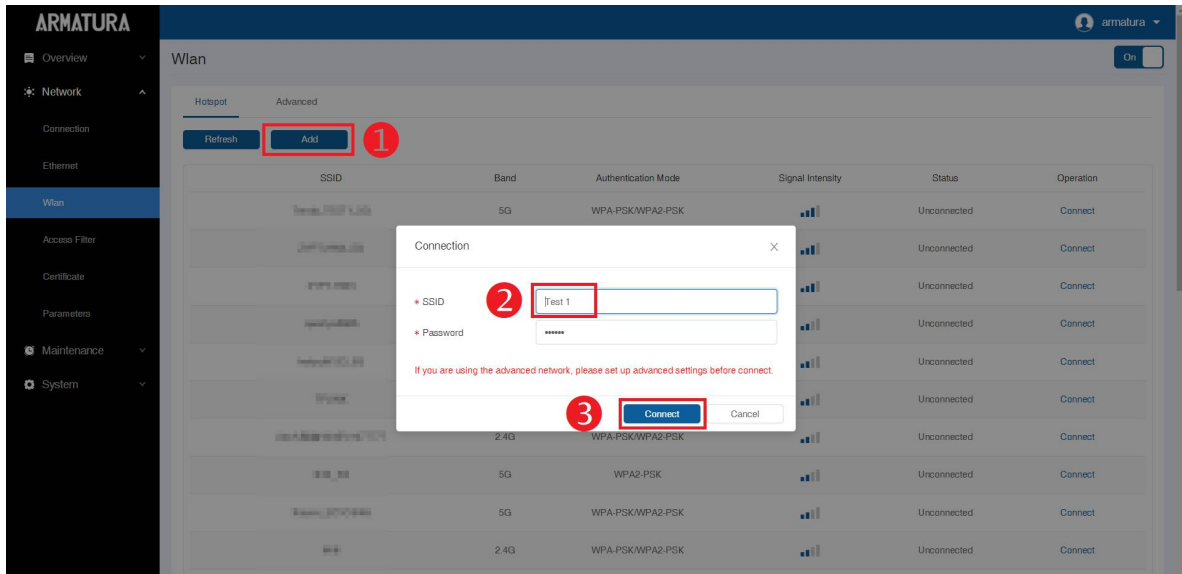 ARMATURA
armatura
Overview
Wlan
On
Network
Hotspot Advanced
Connection
Refresh Add 1
Ethernet
SSID Band Authentication Mode Signal Intensity Status Operation
Wlan
5G WPA-PSK/WPA2-PSK Unconnected Connect
Access Filter
Connection
Unconnected Connect
Certificate
Unconnected Connect
* SSID 2 Test 1
Parameters
Unconnected Connect
* Password ••••••
Maintenance
Unconnected Connect
If you are using the advanced network, please set up advanced settings before connect.
System
Unconnected Connect
3 Connect Cancel
2.4G WPA-PSK/WPA2-PSK Unconnected Connect
5G WPA2-PSK Unconnected Connect
5G WPA-PSK/WPA2-PSK Unconnected Connect
2.4G WPA-PSK/WPA2-PSK Unconnected Connect